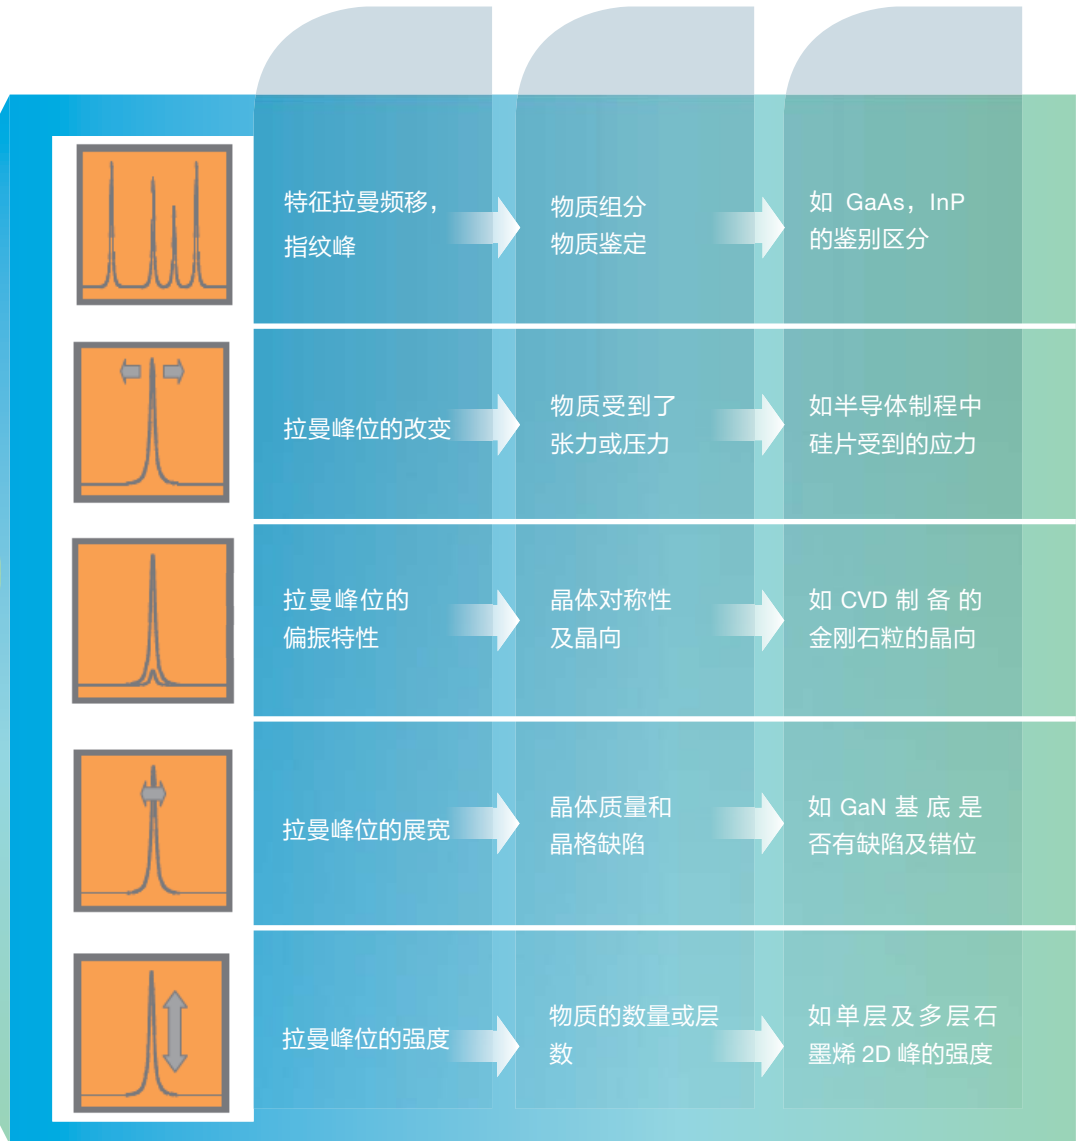 特征拉曼频移，
指纹峰
物质组分
物质鉴定
如 GaAs，InP
的鉴别区分
拉曼峰位的改变
物质受到了
张力或压力
如半导体制程中
硅片受到的应力
拉曼峰位的
偏振特性
晶体对称性
及晶向
如 CVD 制 备 的
金刚石粒的晶向
拉曼峰位的展宽
晶体质量和
晶格缺陷
如 GaN 基 底 是
否有缺陷及错位
拉曼峰位的强度
物质的数量或层
数
如单层及多层石
墨烯 2D 峰的强度